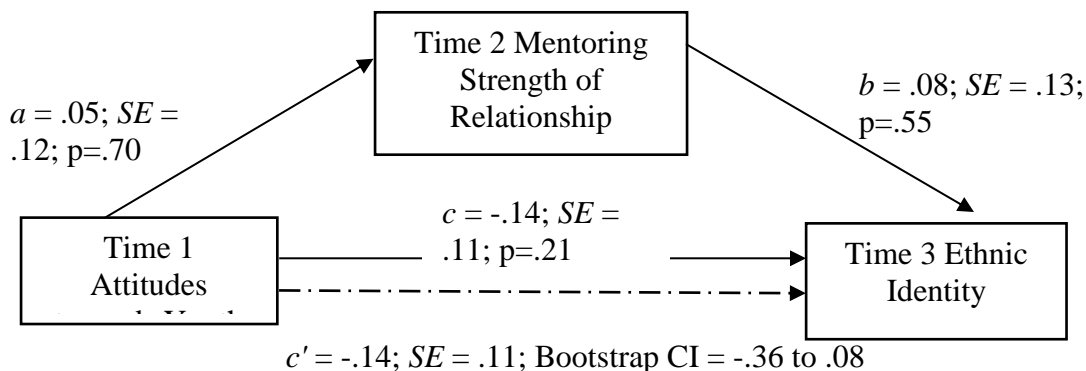 Time 2 Mentoring
Strength of
Relationship
a = .05; SE =
.12; p=.70
b = .08; SE = .13;
p=.55
c = -.14; SE =
.11; p=.21
Time 1
Attitudes
Time 3 Ethnic
Identity
c' = -.14; SE = .11; Bootstrap CI = -.36 to .08